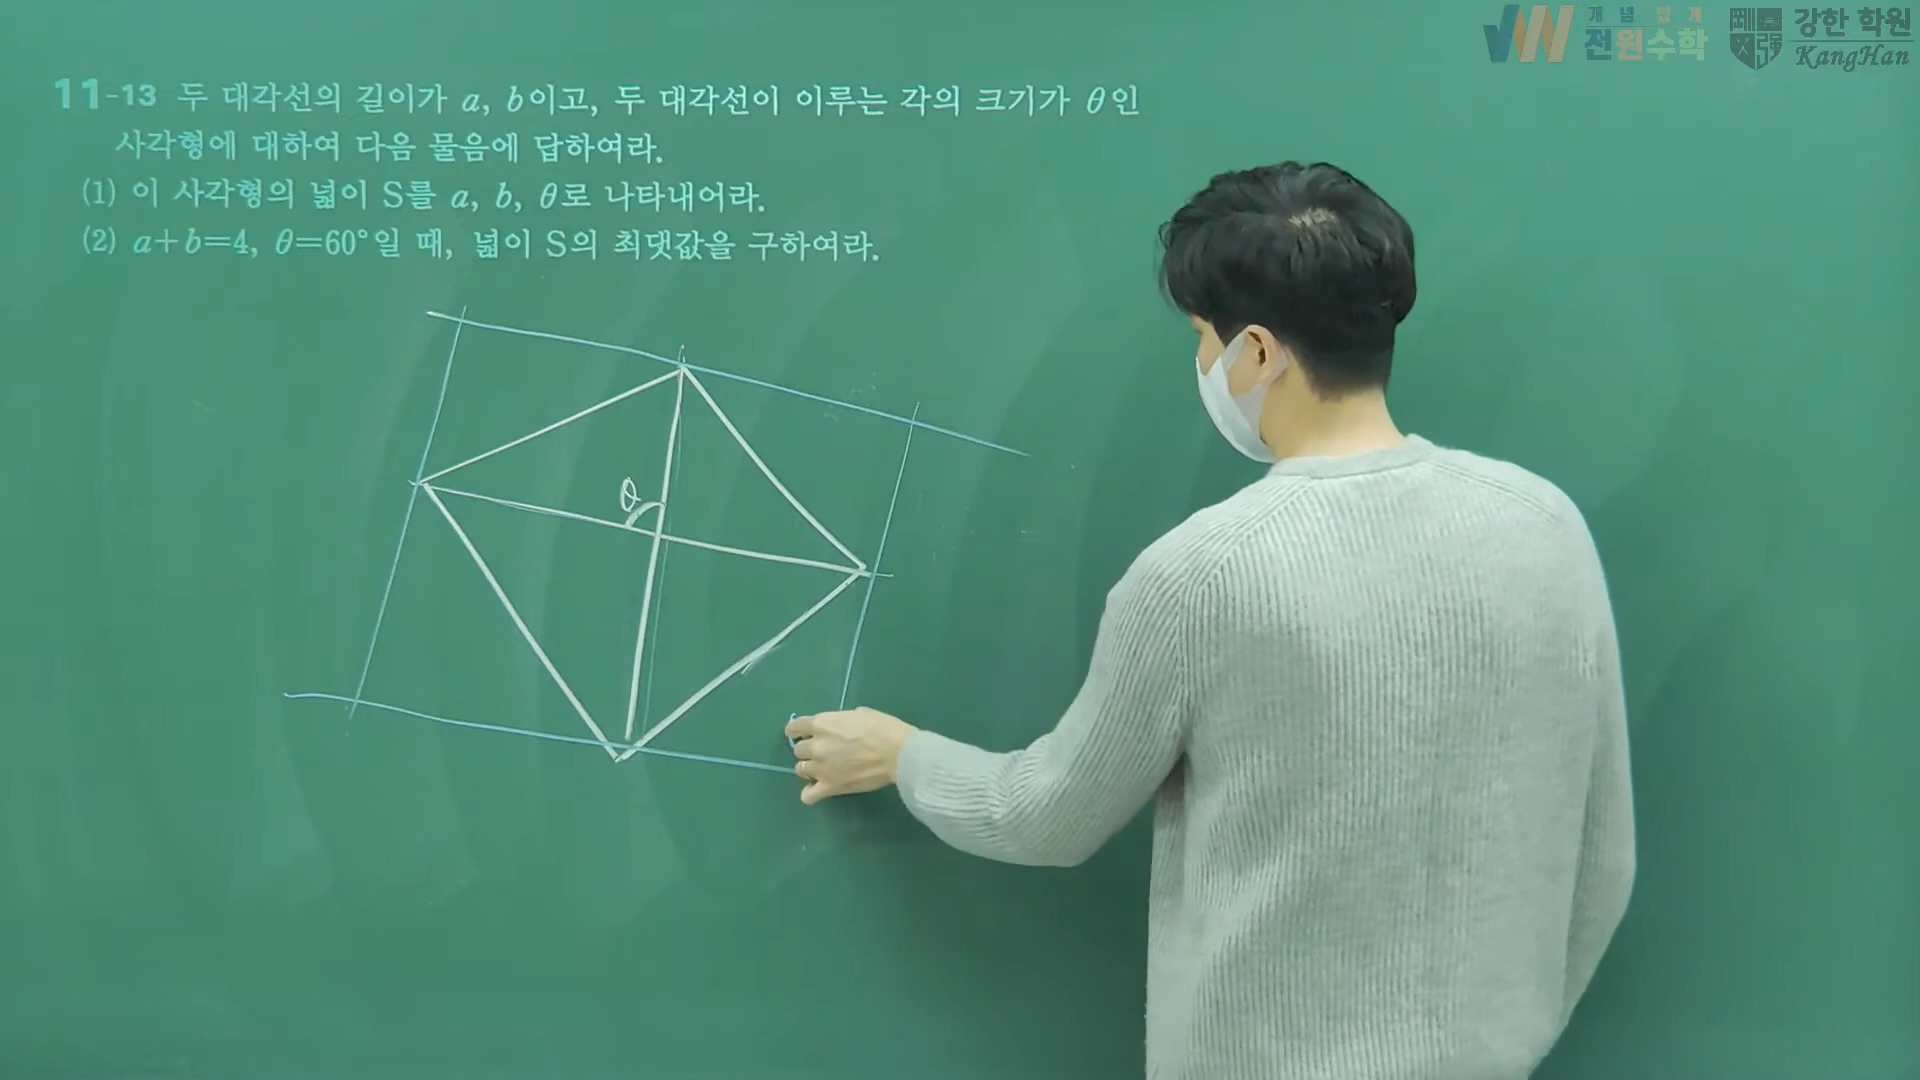 개념있게
전원수학
강한 학원
KangHan
11-13 두 대각선의 길이가 a, b이고, 두 대각선이 이루는 각의 크기가 θ인
사각형에 대하여 다음 물음에 답하여라.
(1) 이 사각형의 넓이 S를 a, b, θ로 나타내어라.
(2) a+b=4, θ=60°일 때, 넓이 S의 최댓값을 구하여라.
θ